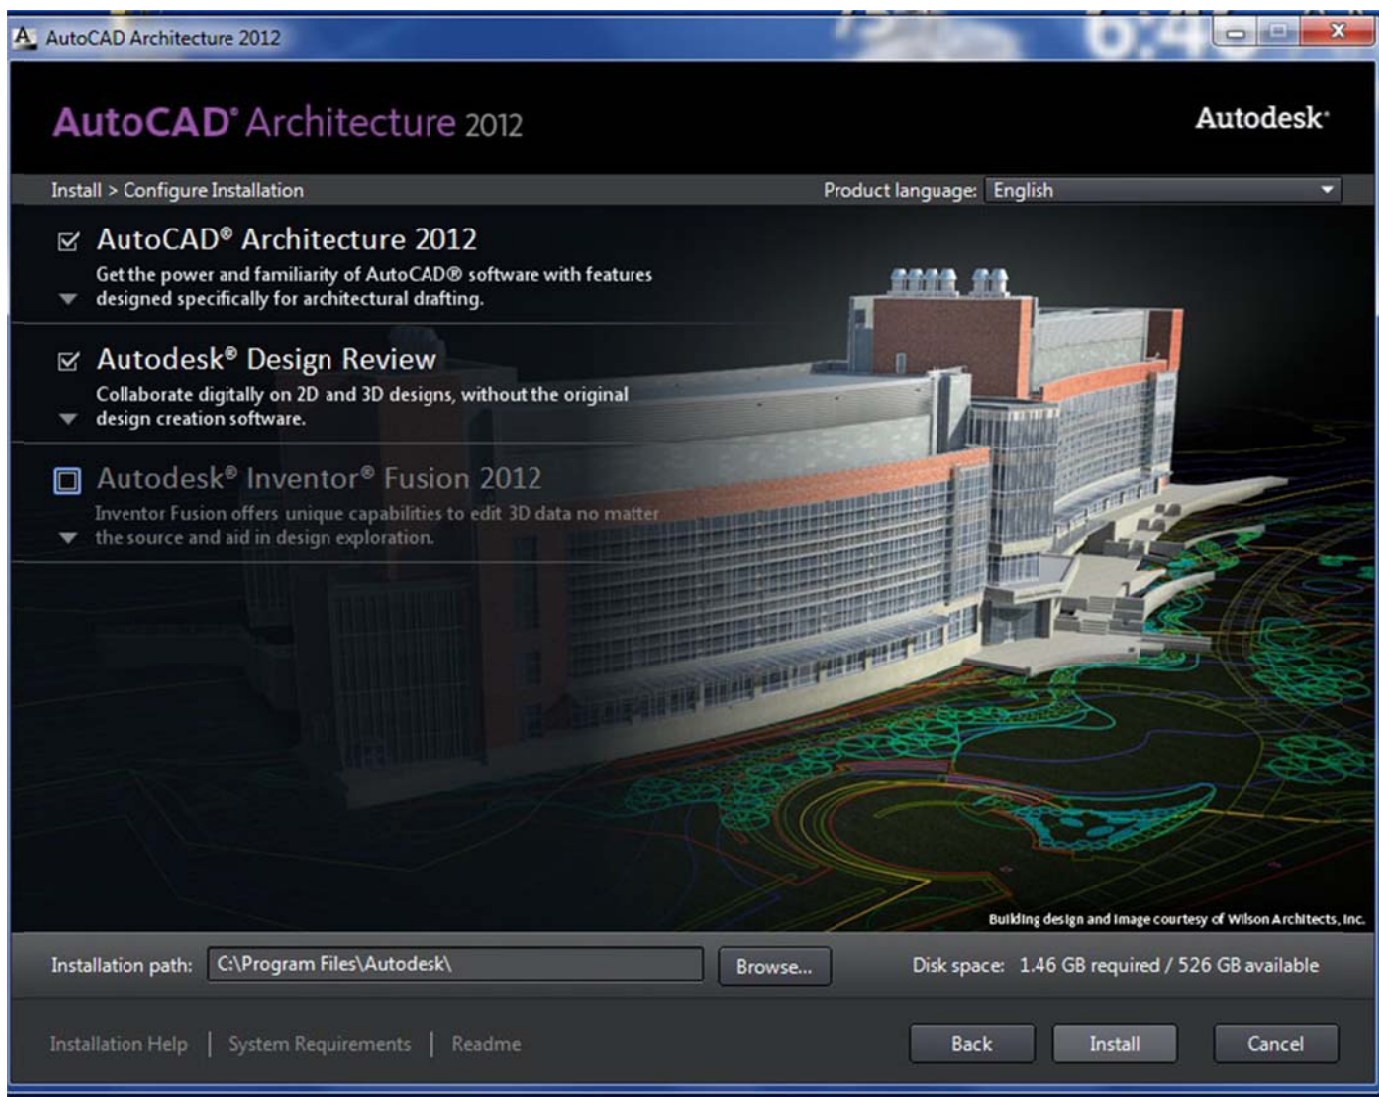 AutoCAD Architecture 2012
AutoCAD® Architecture 2012
Autodesk®
Install > Configure Installation
Product language: English
AutoCAD® Architecture 2012
Get the power and familiarity of AutoCAD® software with features
designed specifically for architectural drafting.
Autodesk® Design Review
Collaborate digitally on 2D and 3D designs, without the original
design creation software.
Autodesk® Inventor® Fusion 2012
Inventor Fusion offers unique capabilities to edit 3D data no matter
the source and aid in design exploration.
Building design and image courtesy of Wilson Architects, Inc.
Installation path: C:\Program Files\Autodesk\ Browse... Disk space: 1.46 GB required / 526 GB available
Installation Help | System Requirements | Readme
Back Install Cancel